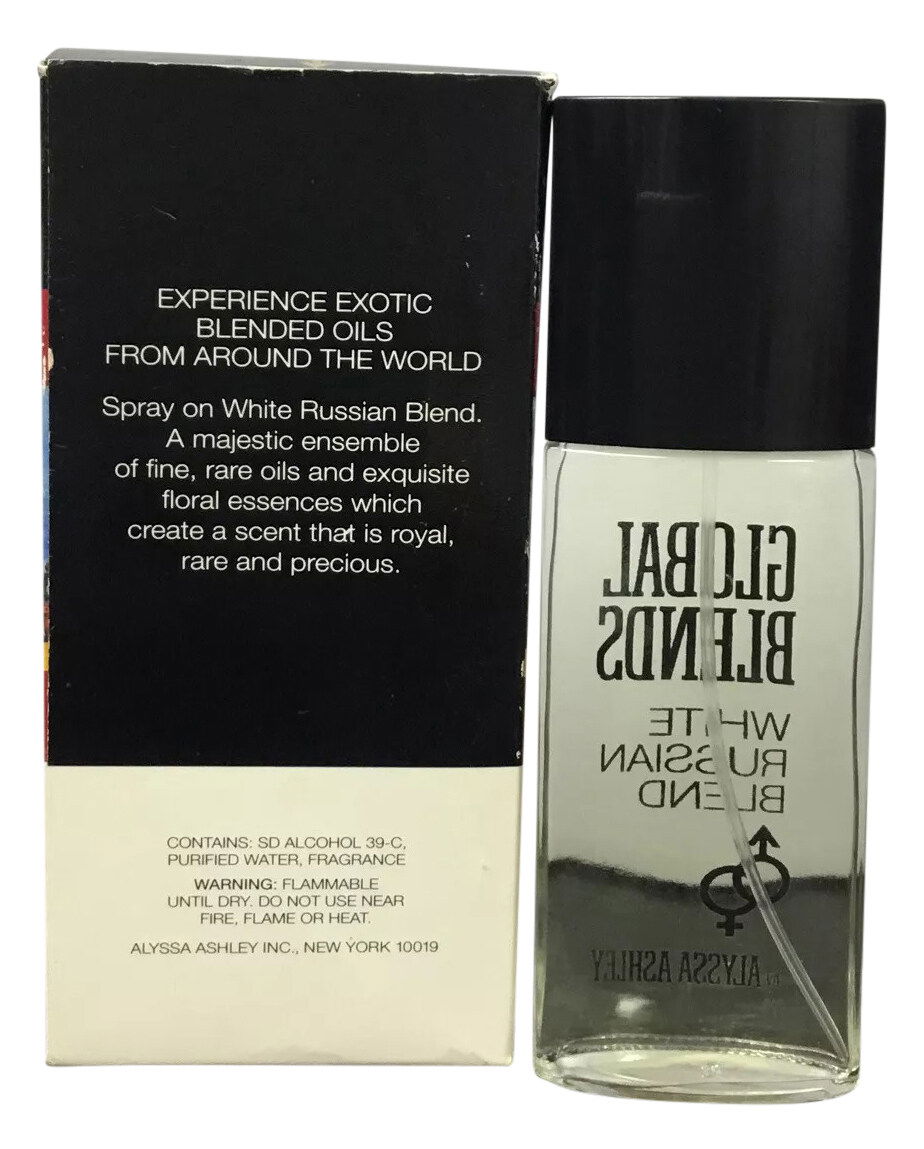 EXPERIENCE EXOTIC
BLENDED OILS
FROM AROUND THE WORLD
Spray on White Russian Blend.
A majestic ensemble
of fine, rare oils and exquisite
floral essences which
create a scent that is royal,
rare and precious.
CONTAINS: SD ALCOHOL 39-C,
PURIFIED WATER, FRAGRANCE
WARNING: FLAMMABLE
UNTIL DRY. DO NOT USE NEAR
FIRE, FLAME OR HEAT.
ALYSSA ASHLEY INC., NEW YORK 10019
GLOBAL
BLENDS
WHITE
RUSSIAN
BLEND
BY ALYSSA ASHLEY